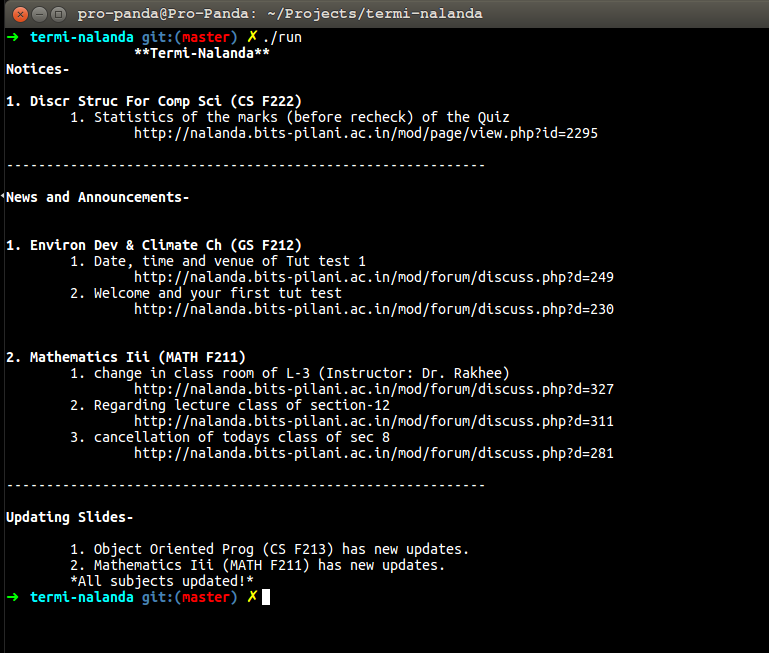 pro-panda@Pro-Panda: ~/Projects/termi-nalanda
➜ termi-nalanda git:(master) ✗ ./run
**Termi-Nalanda**
Notices-
1. Discr Struc For Comp Sci (CS F222)
1. Statistics of the marks (before recheck) of the Quiz
http://nalanda.bits-pilani.ac.in/mod/page/view.php?id=2295
------------------------------------------------------------
News and Announcements-
1. Environ Dev & Climate Ch (GS F212)
1. Date, time and venue of Tut test 1
http://nalanda.bits-pilani.ac.in/mod/forum/discuss.php?d=249
2. Welcome and your first tut test
http://nalanda.bits-pilani.ac.in/mod/forum/discuss.php?d=230
2. Mathematics Iii (MATH F211)
1. change in class room of L-3 (Instructor: Dr. Rakhee)
http://nalanda.bits-pilani.ac.in/mod/forum/discuss.php?d=327
2. Regarding lecture class of section-12
http://nalanda.bits-pilani.ac.in/mod/forum/discuss.php?d=311
3. cancellation of todays class of sec 8
http://nalanda.bits-pilani.ac.in/mod/forum/discuss.php?d=281
------------------------------------------------------------
Updating Slides-
1. Object Oriented Prog (CS F213) has new updates.
2. Mathematics Iii (MATH F211) has new updates.
*All subjects updated!*
➜ termi-nalanda git:(master) ✗